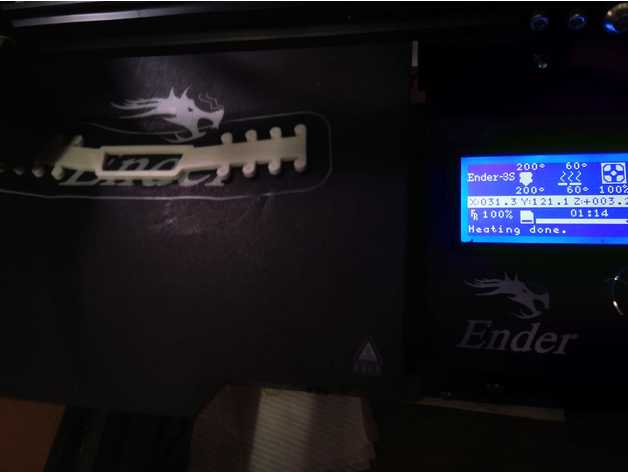 Ender
200° 60°
Ender-3S
200° 60° 100%
X:031.3 Y:121.1 Z:+003.2
FR 100% 01:14
Heating done.
Ender